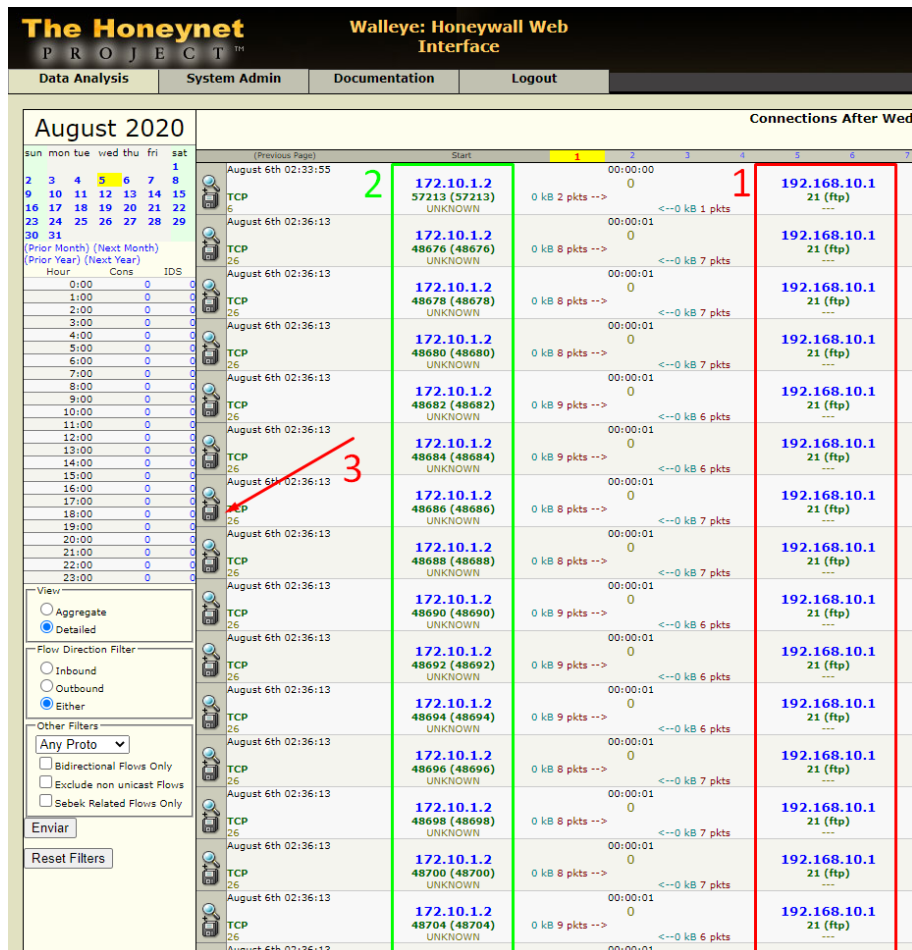 The Honeynet
PROJECT™
Walleye: Honeywall Web
Interface
Data Analysis System Admin Documentation Logout
August 2020
sun mon tue wed thu fri sat
1
2 3 4 5 6 7 8
9 10 11 12 13 14 15
16 17 18 19 20 21 22
23 24 25 26 27 28 29
30 31
(Prior Month) (Next Month)
(Prior Year) (Next Year)
Hour Cons IDS
0:00 0 0
1:00 0 0
2:00 0 0
3:00 0 0
4:00 0 0
5:00 0 0
6:00 0 0
7:00 0 0
8:00 0 0
9:00 0 0
10:00 0 0
11:00 0 0
12:00 0 0
13:00 0 0
14:00 0 0
15:00 0 0
16:00 0 0
17:00 0 0
18:00 0 0
19:00 0 0
20:00 0 0
21:00 0 0
22:00 0 0
23:00 0 0
View
Aggregate
Detailed
Flow Direction Filter
Inbound
Outbound
Either
Other Filters
Any Proto
Bidirectional Flows Only
Exclude non unicast Flows
Sebek Related Flows Only
Enviar
Reset Filters
Connections After Wed
(Previous Page) Start 1 2 3 4 5 6 7
2
1
3
August 6th 02:33:55 00:00:00
172.10.1.2 0 192.168.10.1
TCP 57213 (57213) 0 kB 2 pkts --> 21 (ftp)
6 UNKNOWN <--0 kB 1 pkts ---
August 6th 02:36:13 00:00:01
172.10.1.2 0 192.168.10.1
TCP 48676 (48676) 0 kB 8 pkts --> 21 (ftp)
26 UNKNOWN <--0 kB 7 pkts ---
August 6th 02:36:13 00:00:01
172.10.1.2 0 192.168.10.1
TCP 48678 (48678) 0 kB 8 pkts --> 21 (ftp)
26 UNKNOWN <--0 kB 7 pkts ---
August 6th 02:36:13 00:00:01
172.10.1.2 0 192.168.10.1
TCP 48680 (48680) 0 kB 8 pkts --> 21 (ftp)
26 UNKNOWN <--0 kB 7 pkts ---
August 6th 02:36:13 00:00:01
172.10.1.2 0 192.168.10.1
TCP 48682 (48682) 0 kB 9 pkts --> 21 (ftp)
26 UNKNOWN <--0 kB 6 pkts ---
August 6th 02:36:13 00:00:01
172.10.1.2 0 192.168.10.1
TCP 48684 (48684) 0 kB 9 pkts --> 21 (ftp)
26 UNKNOWN <--0 kB 6 pkts ---
August 6th 02:36:13 00:00:01
172.10.1.2 0 192.168.10.1
TCP 48686 (48686) 0 kB 8 pkts --> 21 (ftp)
26 UNKNOWN <--0 kB 7 pkts ---
August 6th 02:36:13 00:00:01
172.10.1.2 0 192.168.10.1
TCP 48688 (48688) 0 kB 8 pkts --> 21 (ftp)
26 UNKNOWN <--0 kB 7 pkts ---
August 6th 02:36:13 00:00:01
172.10.1.2 0 192.168.10.1
TCP 48690 (48690) 0 kB 9 pkts --> 21 (ftp)
26 UNKNOWN <--0 kB 6 pkts ---
August 6th 02:36:13 00:00:01
172.10.1.2 0 192.168.10.1
TCP 48692 (48692) 0 kB 9 pkts --> 21 (ftp)
26 UNKNOWN <--0 kB 6 pkts ---
August 6th 02:36:13 00:00:01
172.10.1.2 0 192.168.10.1
TCP 48694 (48694) 0 kB 9 pkts --> 21 (ftp)
26 UNKNOWN <--0 kB 6 pkts ---
August 6th 02:36:13 00:00:01
172.10.1.2 0 192.168.10.1
TCP 48696 (48696) 0 kB 8 pkts --> 21 (ftp)
26 UNKNOWN <--0 kB 7 pkts ---
August 6th 02:36:13 00:00:01
172.10.1.2 0 192.168.10.1
TCP 48698 (48698) 0 kB 8 pkts --> 21 (ftp)
26 UNKNOWN <--0 kB 7 pkts ---
August 6th 02:36:13 00:00:01
172.10.1.2 0 192.168.10.1
TCP 48700 (48700) 0 kB 8 pkts --> 21 (ftp)
26 UNKNOWN <--0 kB 7 pkts ---
August 6th 02:36:13 00:00:01
172.10.1.2 0 192.168.10.1
TCP 48704 (48704) 0 kB 9 pkts --> 21 (ftp)
26 UNKNOWN <--0 kB 6 pkts ---
August 6th 02:36:13 00:00:01